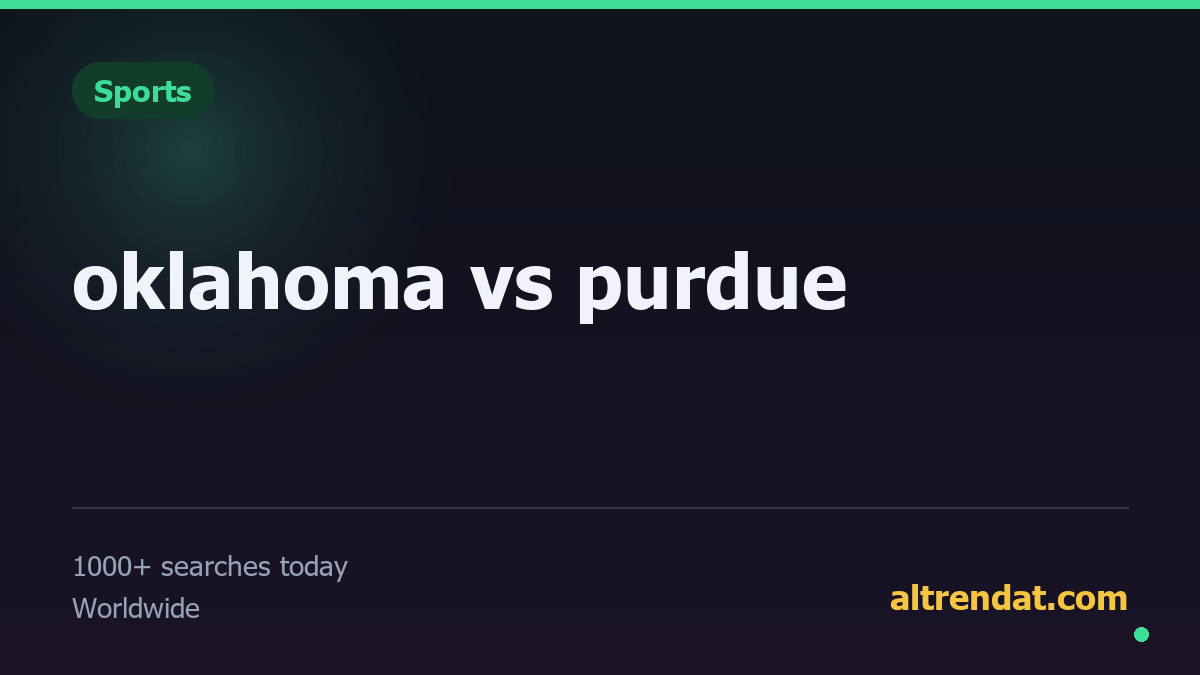 Sports
oklahoma vs purdue
1000+ searches today
Worldwide
altrendat.com